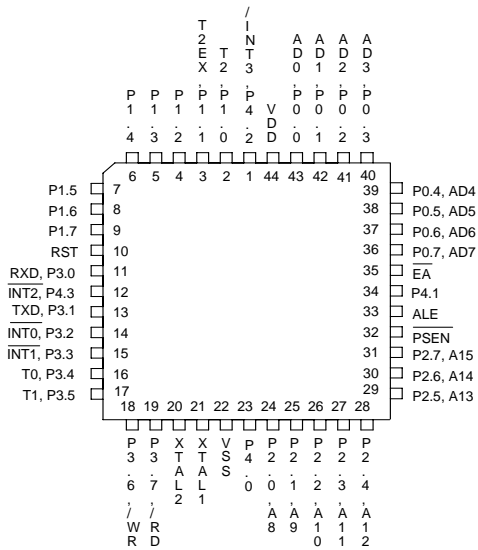 P1.4
P1.3
P1.2
T2EX,P1.1
T2,P1.0
/INT3,P4.2
VDD
AD0,P0.0
AD1,P0.1
AD2,P0.2
AD3,P0.3
6 5 4 3 2 1 44 43 42 41 40
P1.5 7
P1.6 8
P1.7 9
RST 10
RXD, P3.0 11
INT2, P4.3 12
TXD, P3.1 13
INT0, P3.2 14
INT1, P3.3 15
T0, P3.4 16
T1, P3.5 17
39 P0.4, AD4
38 P0.5, AD5
37 P0.6, AD6
36 P0.7, AD7
35 EA
34 P4.1
33 ALE
32 PSEN
31 P2.7, A15
30 P2.6, A14
29 P2.5, A13
18 19 20 21 22 23 24 25 26 27 28
P3.6,/WR
P3.7,/RD
XTAL2
XTAL1
VSS
P4.0
P2.0,A8
P2.1,A9
P2.2,A10
P2.3,A11
P2.4,A12